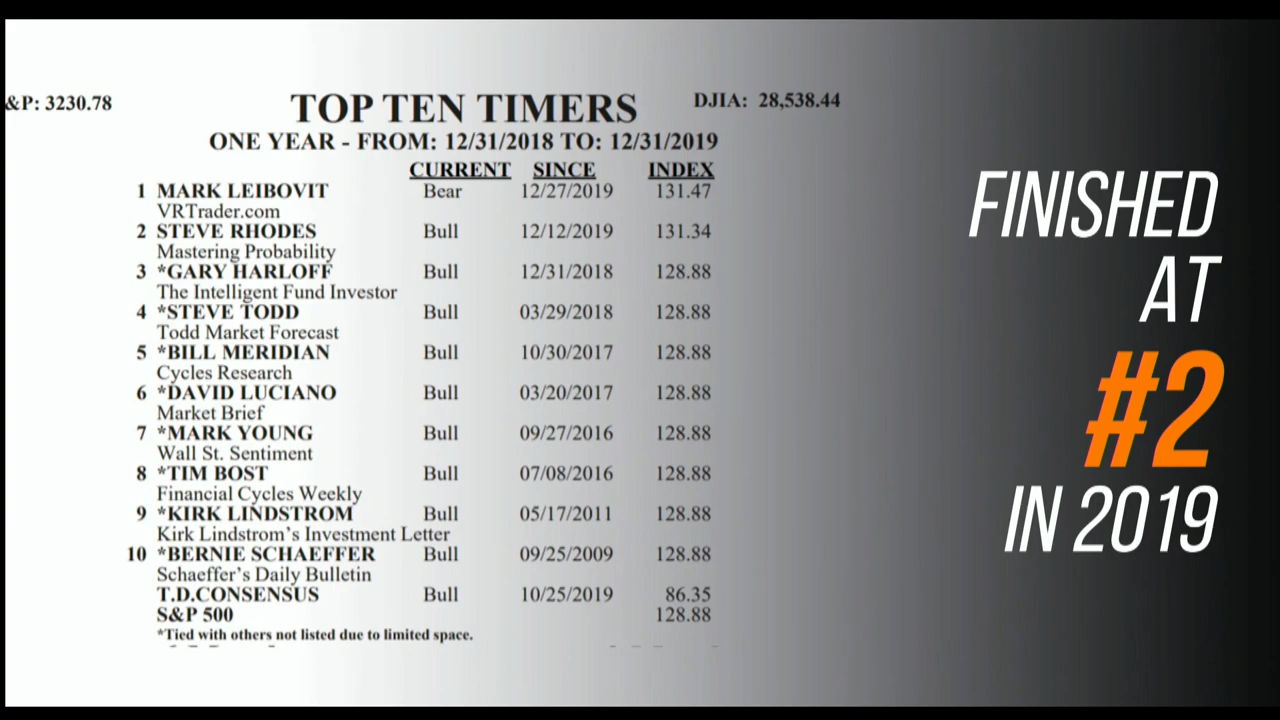 &P: 3230.78
TOP TEN TIMERS
DJIA: 28,538.44
ONE YEAR - FROM: 12/31/2018 TO: 12/31/2019
CURRENT SINCE INDEX
1 MARK LEIBOVIT Bear 12/27/2019 131.47
VRTrader.com
2 STEVE RHODES Bull 12/12/2019 131.34
Mastering Probability
3 *GARY HARLOFF Bull 12/31/2018 128.88
The Intelligent Fund Investor
4 *STEVE TODD Bull 03/29/2018 128.88
Todd Market Forecast
5 *BILL MERIDIAN Bull 10/30/2017 128.88
Cycles Research
6 *DAVID LUCIANO Bull 03/20/2017 128.88
Market Brief
7 *MARK YOUNG Bull 09/27/2016 128.88
Wall St. Sentiment
8 *TIM BOST Bull 07/08/2016 128.88
Financial Cycles Weekly
9 *KIRK LINDSTROM Bull 05/17/2011 128.88
Kirk Lindstrom's Investment Letter
10 *BERNIE SCHAEFFER Bull 09/25/2009 128.88
Schaeffer's Daily Bulletin
T.D.CONSENSUS Bull 10/25/2019 86.35
S&P 500 128.88
*Tied with others not listed due to limited space.
FINISHED
AT
#2
IN 2019